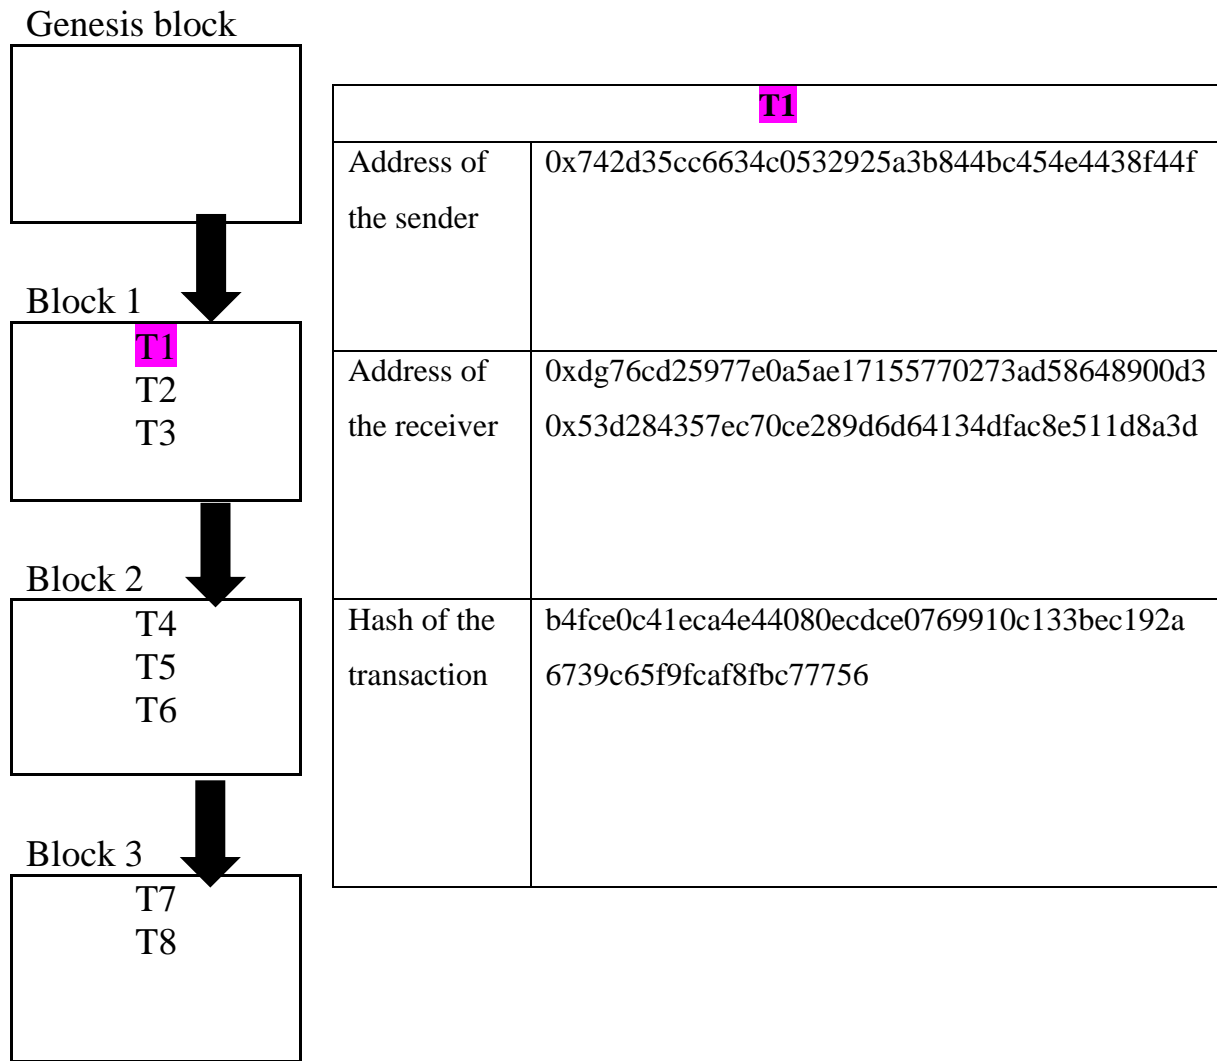 Genesis block
Block 1
T1
T2
T3
Block 2
T4
T5
T6
Block 3
T7
T8
T1
Address of
the sender
0x742d35cc6634c0532925a3b844bc454e4438f44f
Address of
the receiver
0xdg76cd25977e0a5ae17155770273ad58648900d3
0x53d284357ec70ce289d6d64134dfac8e511d8a3d
Hash of the
transaction
b4fce0c41eca4e44080ecdce0769910c133bec192a
6739c65f9fcaf8fbc77756